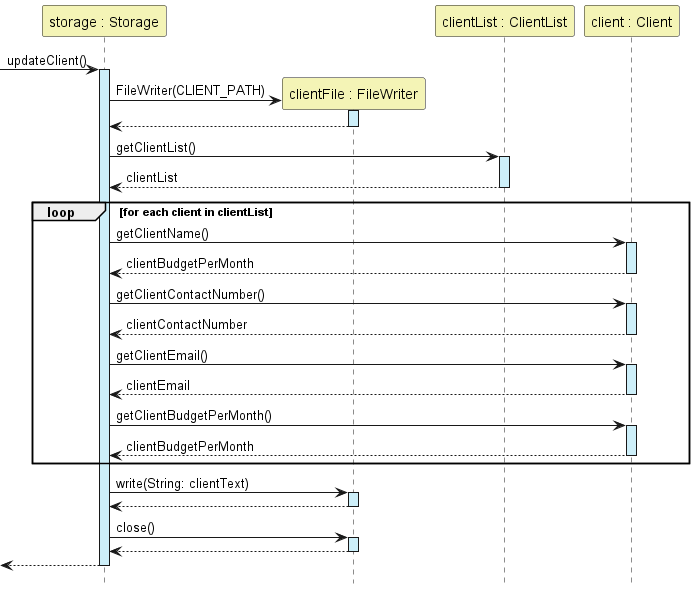 storage : Storage
clientList : ClientList
client : Client
updateClient()
FileWriter(CLIENT_PATH)
clientFile : FileWriter
getClientList()
clientList
loop
[for each client in clientList]
getClientName()
clientBudgetPerMonth
getClientContactNumber()
clientContactNumber
getClientEmail()
clientEmail
getClientBudgetPerMonth()
clientBudgetPerMonth
write(String: clientText)
close()